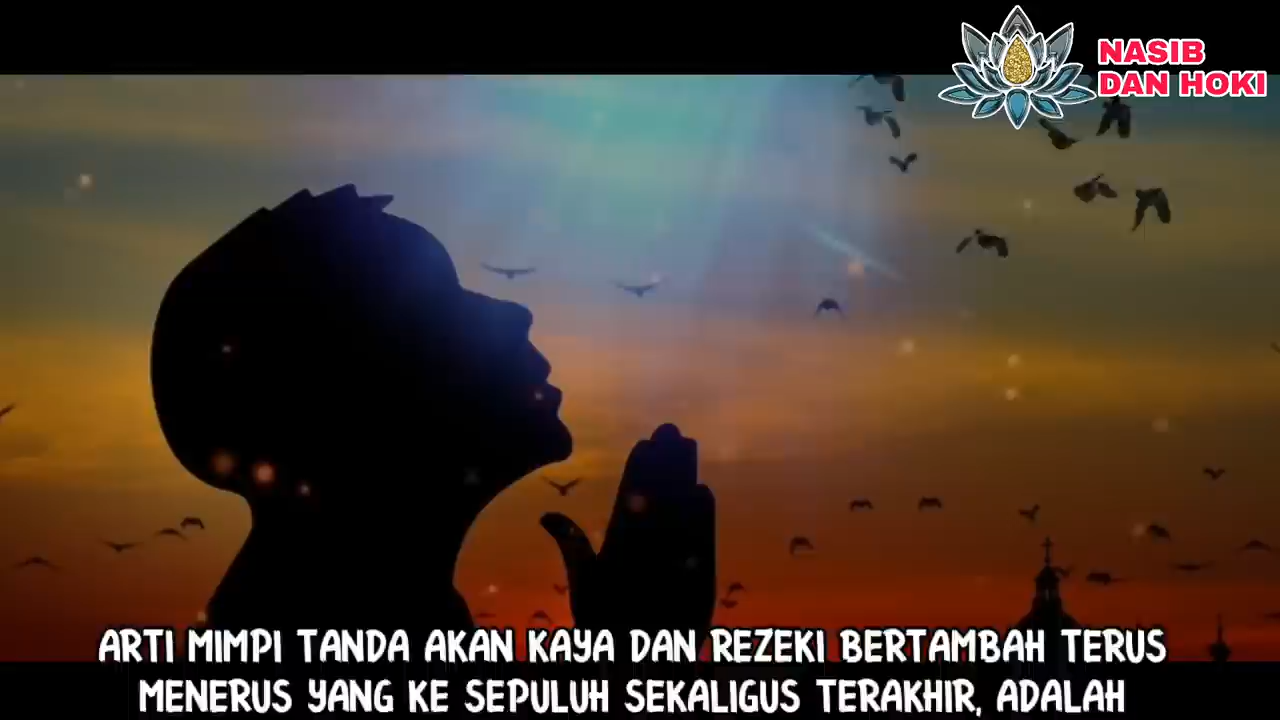 NASIB
DAN HOKI
ARTI MIMPI TANDA AKAN KAYA DAN REZEKI BERTAMBAH TERUS
MENERUS YANG KE SEPULUH SEKALIGUS TERAKHIR, ADALAH